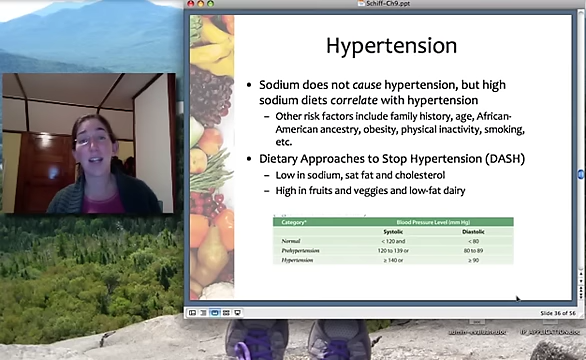 Schiff-Ch9.ppt
Hypertension
• Sodium does not cause hypertension, but high
sodium diets correlate with hypertension
– Other risk factors include family history, age, African-
American ancestry, obesity, physical inactivity, smoking,
etc.
• Dietary Approaches to Stop Hypertension (DASH)
– Low in sodium, sat fat and cholesterol
– High in fruits and veggies and low-fat dairy
Category* Blood Pressure Level (mm Hg)
Systolic Diastolic
Normal < 120 and < 80
Prehypertension 120 to 139 or 80 to 89
Hypertension ≥ 140 or ≥ 90
Slide 36 of 56